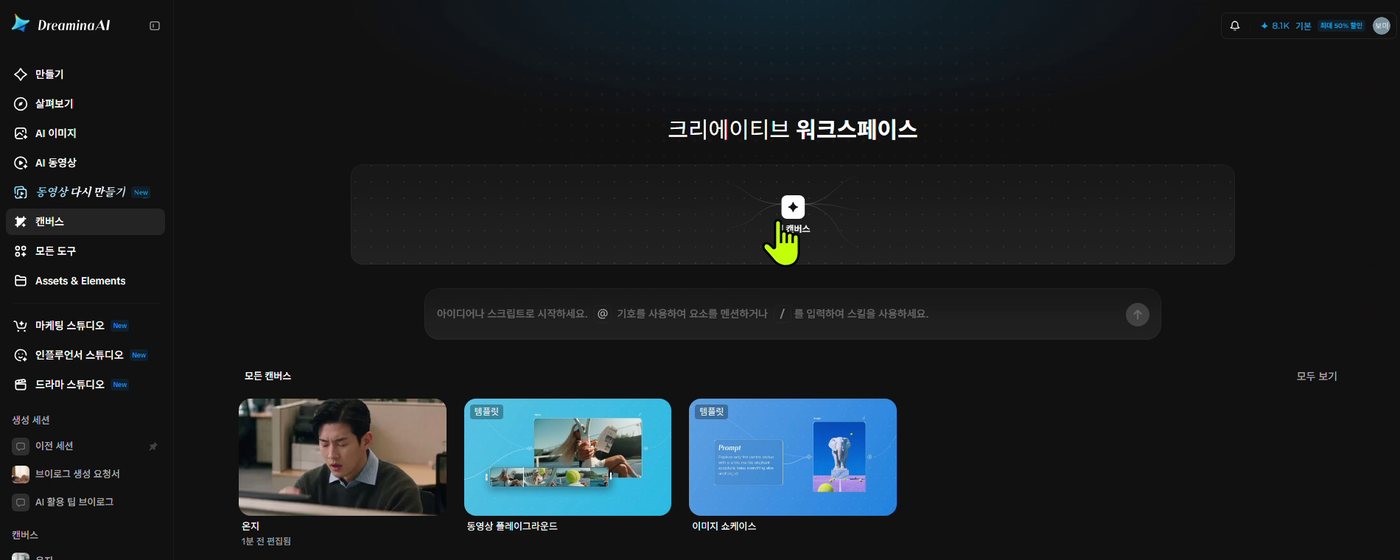 DreaminaAI
8.1K 기본 최대 50% 할인
보미
만들기
살펴보기
AI 이미지
AI 동영상
동영상 다시 만들기 New
캔버스
모든 도구
Assets & Elements
마케팅 스튜디오 New
인플루언서 스튜디오 New
드라마 스튜디오 New
생성 세션
이전 세션
브이로그 생성 요청서
AI 활용 팁 브이로그
캔버스
크리에이티브 워크스페이스
캔버스
아이디어나 스크립트로 시작하세요. @ 기호를 사용하여 요소를 멘션하거나 / 를 입력하여 스킬을 사용하세요.
모든 캔버스
모두 보기
온지
1분 전 편집됨
템플릿
동영상 플레이그라운드
템플릿
Prompt
이미지 쇼케이스